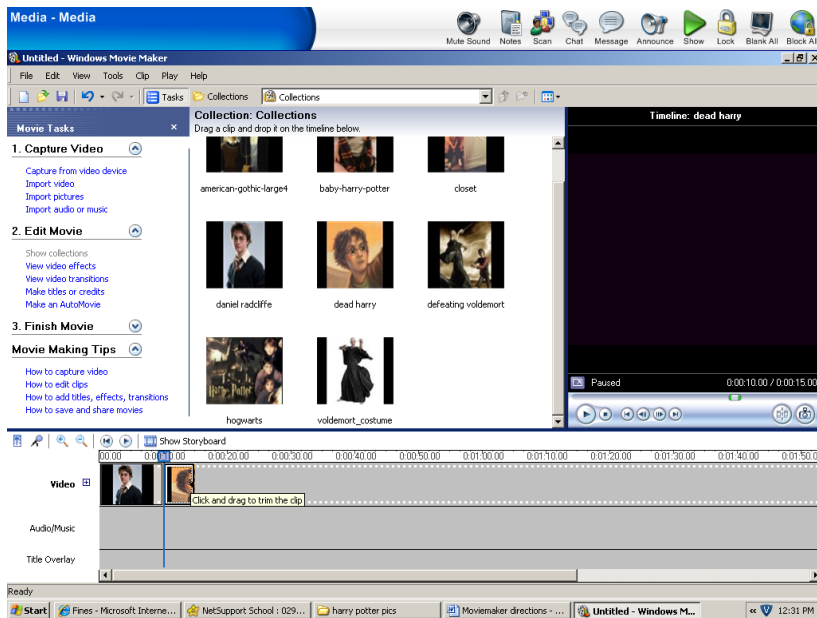 Media - Media
Mute Sound Notes Scan Chat Message Announce Show Lock Blank All Block Al
Untitled - Windows Movie Maker
File Edit View Tools Clip Play Help
Tasks Collections Collections
Movie Tasks ×
1. Capture Video
Capture from video device
Import video
Import pictures
Import audio or music
2. Edit Movie
Show collections
View video effects
View video transitions
Make titles or credits
Make an AutoMovie
3. Finish Movie
Movie Making Tips
How to capture video
How to edit clips
How to add titles, effects, transitions
How to save and share movies
Collection: Collections
Drag a clip and drop it on the timeline below.
american-gothic-large4 baby-harry-potter closet
daniel radcliffe dead harry defeating voldemort
Harry Potter
hogwarts voldemort_costume
Timeline: dead harry
Paused 0:00:10.00 / 0:00:15.00
Show Storyboard
00.00 0:00:20.00 0:00:30.00 0:00:40.00 0:00:50.00 0:01:00.00 0:01:10.00 0:01:20.00 0:01:30.00 0:01:40.00 0:01:50.0
Video
Click and drag to trim the clip
Audio/Music
Title Overlay
Ready
Start Fines - Microsoft Interne... NetSupport School : 029... harry potter pics Moviemaker directions - ... Untitled - Windows M... « V 12:31 PM